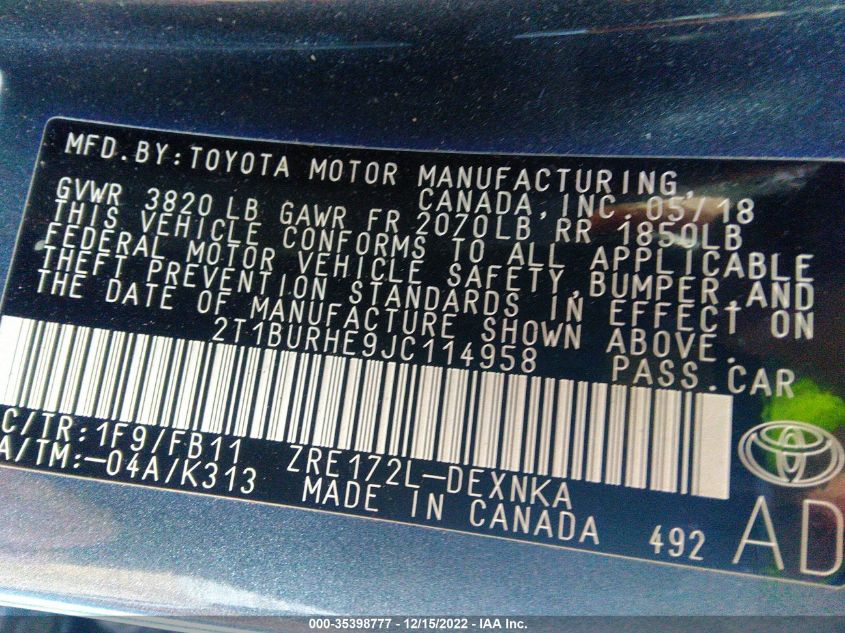 MFD.BY:TOYOTA MOTOR MANUFACTURING,
CANADA,INC. 05/18
GVWR 3820 LB GAWR FR 2070LB RR 1850LB
THIS VEHICLE CONFORMS TO ALL APPLICABLE
FEDERAL MOTOR VEHICLE SAFETY,BUMPER,AND
THEFT PREVENTION STANDARDS IN EFFECT ON
THE DATE OF MANUFACTURE SHOWN ABOVE.
2T1BURHE9JC114958 PASS.CAR
C/TR:1F9/FB11 ZRE172L-DEXNKA
A/TM:-04A/K313 MADE IN CANADA 492 AD
000-35398777 - 12/15/2022 - IAA Inc.